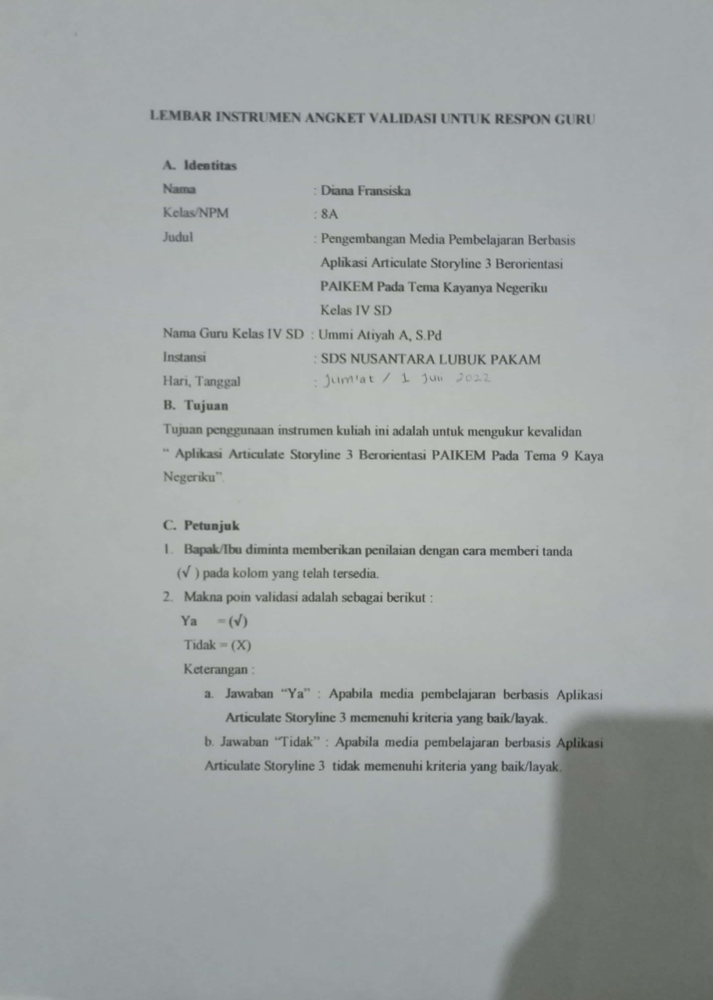 LEMBAR INSTRUMEN ANGKET VALIDASI UNTUK RESPON GURU
A. Identitas
Nama : Diana Fransiska
Kelas/NPM : 8A
Judul : Pengembangan Media Pembelajaran Berbasis
Aplikasi Articulate Storyline 3 Berorientasi
PAIKEM Pada Tema Kayanya Negeriku
Kelas IV SD
Nama Guru Kelas IV SD : Ummi Atiyah A, S.Pd
Instansi : SDS NUSANTARA LUBUK PAKAM
Hari, Tanggal : Jum'at / 1 Juli 2022
B. Tujuan
Tujuan penggunaan instrumen kuliah ini adalah untuk mengukur kevalidan
“ Aplikasi Articulate Storyline 3 Berorientasi PAIKEM Pada Tema 9 Kaya
Negeriku”.
C. Petunjuk
1. Bapak/Ibu diminta memberikan penilaian dengan cara memberi tanda
(√ ) pada kolom yang telah tersedia.
2. Makna poin validasi adalah sebagai berikut :
Ya = (√)
Tidak = (X)
Keterangan :
a. Jawaban “Ya” : Apabila media pembelajaran berbasis Aplikasi
Articulate Storyline 3 memenuhi kriteria yang baik/layak.
b. Jawaban “Tidak” : Apabila media pembelajaran berbasis Aplikasi
Articulate Storyline 3 tidak memenuhi kriteria yang baik/layak.